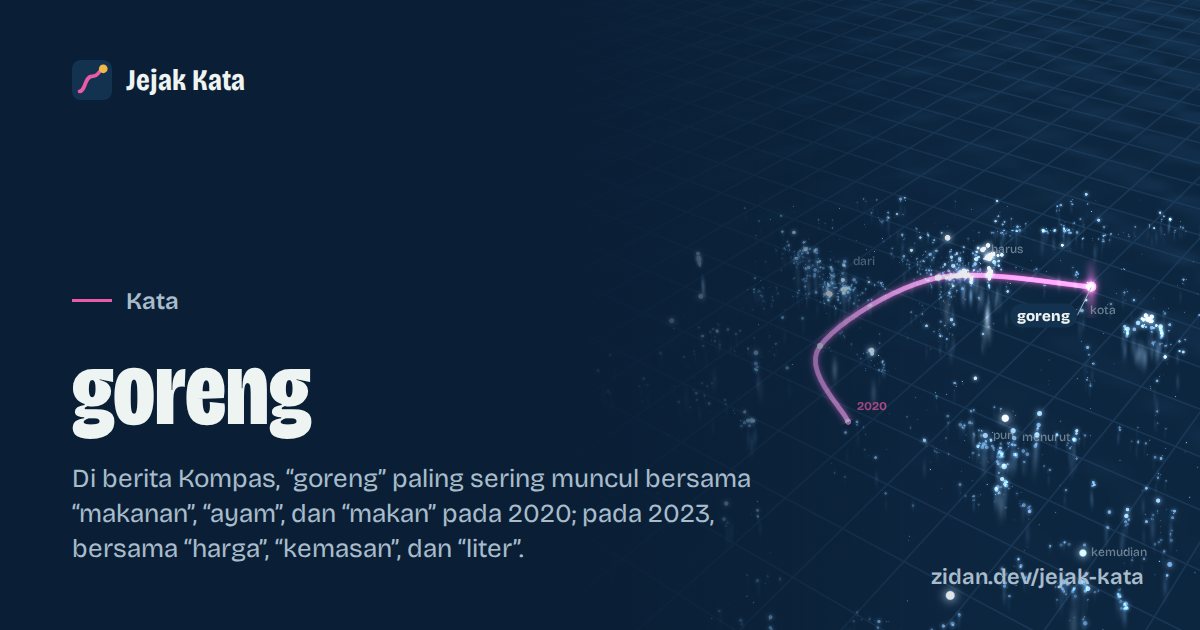 Jejak Kata
Kata
goreng
Di berita Kompas, “goreng” paling sering muncul bersama
“makanan”, “ayam”, dan “makan” pada 2020; pada 2023,
bersama “harga”, “kemasan”, dan “liter”.
harus
dari
goreng
kota
2020
menurut
kemudian
zidan.dev/jejak-kata